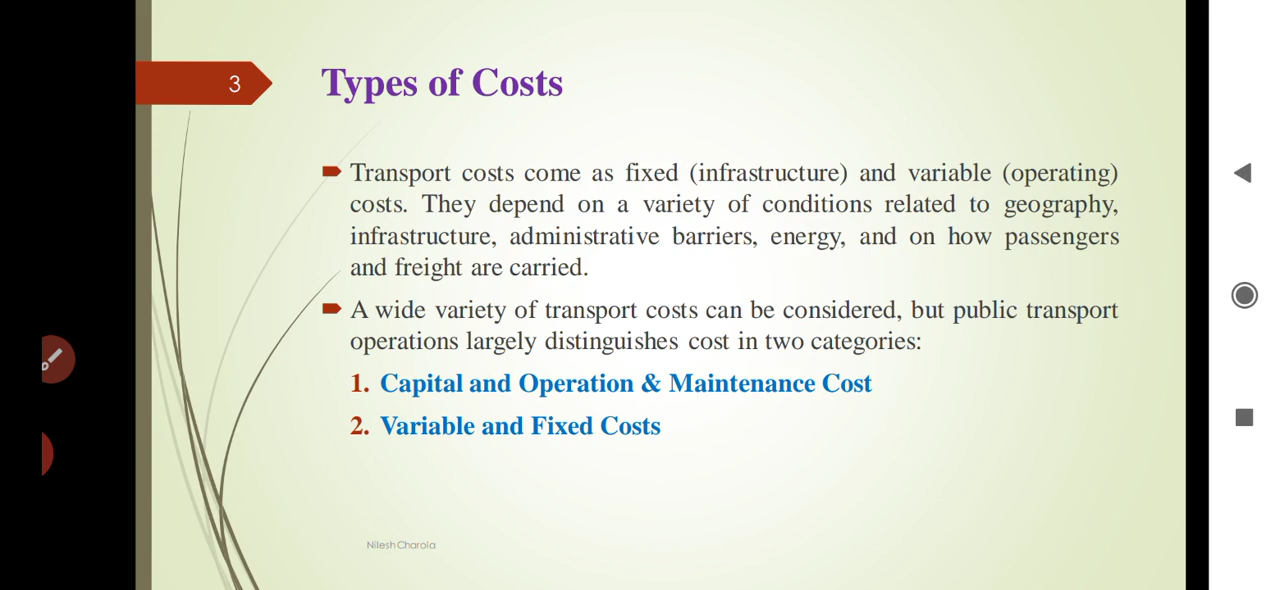 3
Types of Costs
Transport costs come as fixed (infrastructure) and variable (operating)
costs. They depend on a variety of conditions related to geography,
infrastructure, administrative barriers, energy, and on how passengers
and freight are carried.
A wide variety of transport costs can be considered, but public transport
operations largely distinguishes cost in two categories:
1. Capital and Operation & Maintenance Cost
2. Variable and Fixed Costs
Nilesh Charola